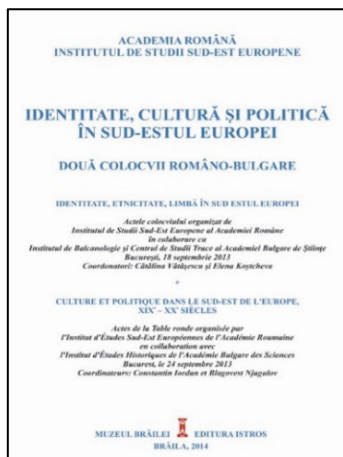 ACADEMIA ROMÂNĂ
INSTITUTUL DE STUDII SUD-EST EUROPENE
IDENTITATE, CULTURĂ ȘI POLITICĂ
ÎN SUD-ESTUL EUROPEI
DOUĂ COLOCVII ROMÂNO-BULGARE
IDENTITATE, ETNICITATE, LIMBĂ ÎN SUD ESTUL EUROPEI
Actele colocviului organizat de
Institutul de Studii Sud-Est Europene al Academiei Române
în colaborare cu
Institutul de Balcanologie și Centrul de Studii Trace al Academiei Bulgare de Științe
București, 18 septembrie 2013
Coordonatori: Cătălina Vătășescu și Elena Koytcheva
*
CULTURE ET POLITIQUE DANS LE SUD-EST DE L'EUROPE,
XIXᵉ – XXᵉ SIÈCLES
Actes de la Table ronde organisée par
l'Institut d'Études Sud-Est Européennes de l'Académie Roumaine
en collaboration avec
l'Institut d'Études Historiques de l'Académie Bulgare des Sciences
Bucarest, le 24 septembre 2013
Coordinateurs: Constantin Iordan et Blagovest Njagulov
MUZEUL BRĂILEI EDITURA ISTROS
BRĂILA, 2014